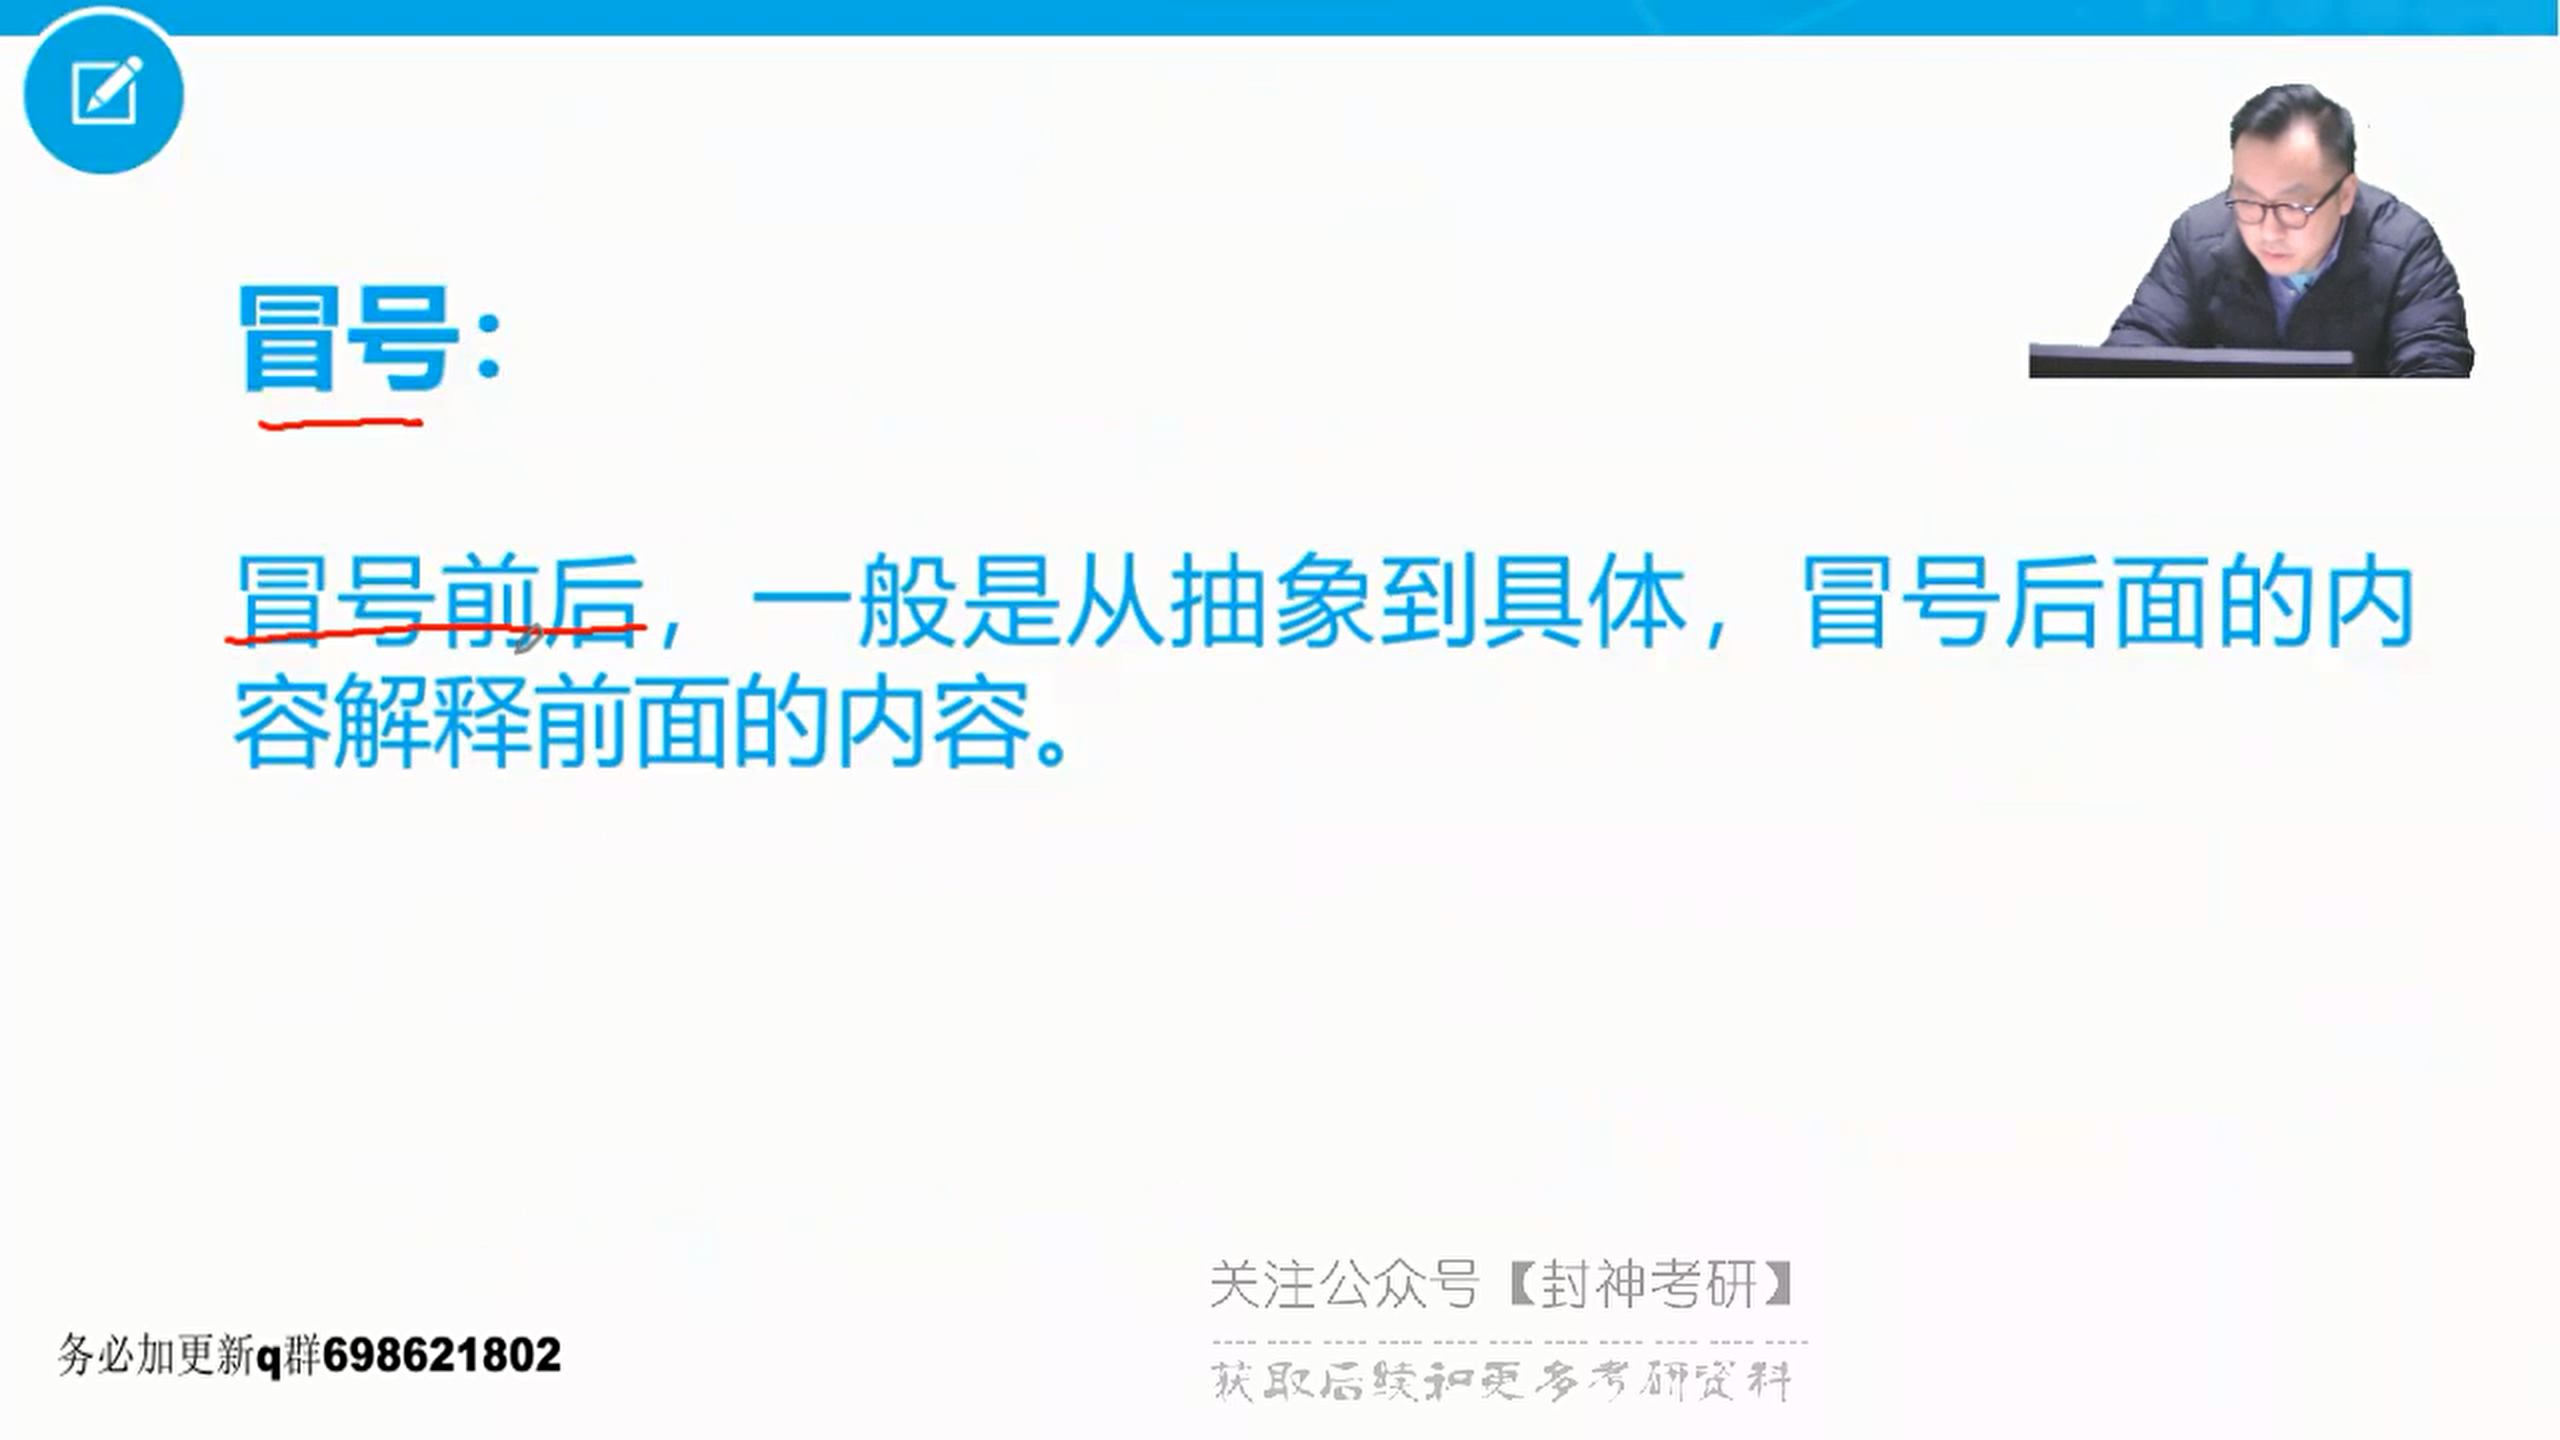 冒号：
冒号前后，一般是从抽象到具体，冒号后面的内
容解释前面的内容。
关注公众号【封神考研】
获取后续和更多考研资料
务必加更新q群698621802